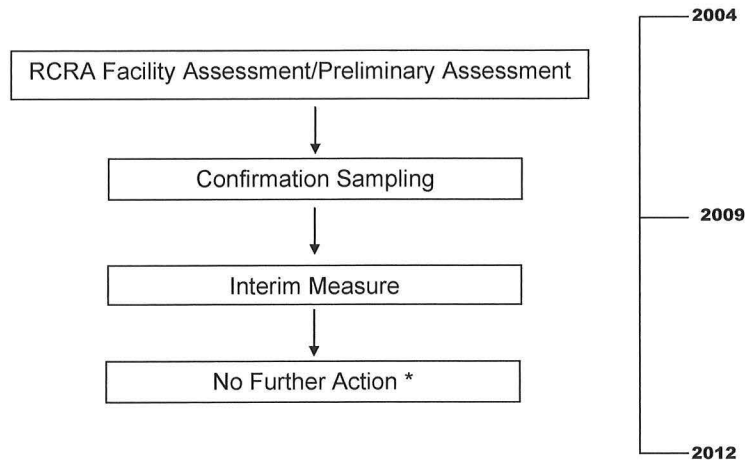 2004
RCRA Facility Assessment/Preliminary Assessment
Confirmation Sampling
2009
Interim Measure
No Further Action *
2012